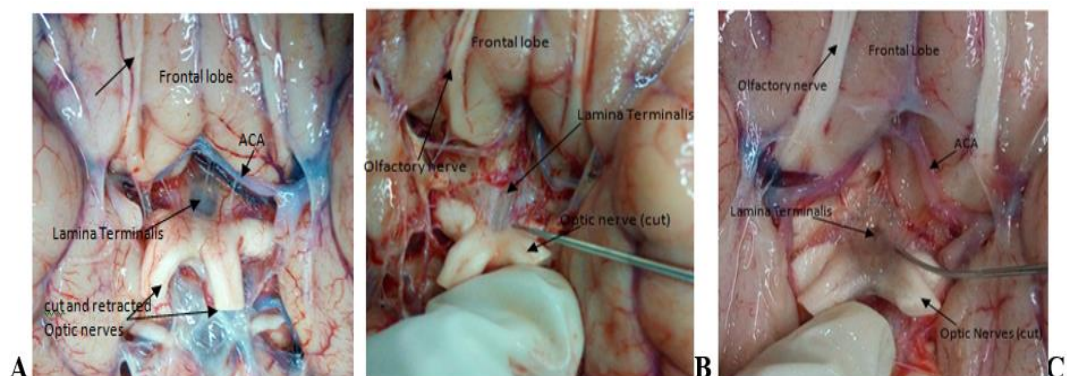 Frontal lobe
ACA
Lamina Terminalis
cut and retracted
Optic nerves
A
Frontal lobe
Lamina Terminalis
Olfactory nerve
Optic nerve (cut)
B
Frontal Lobe
Olfactory nerve
ACA
Lamina Terminalis
Optic Nerves (cut)
C